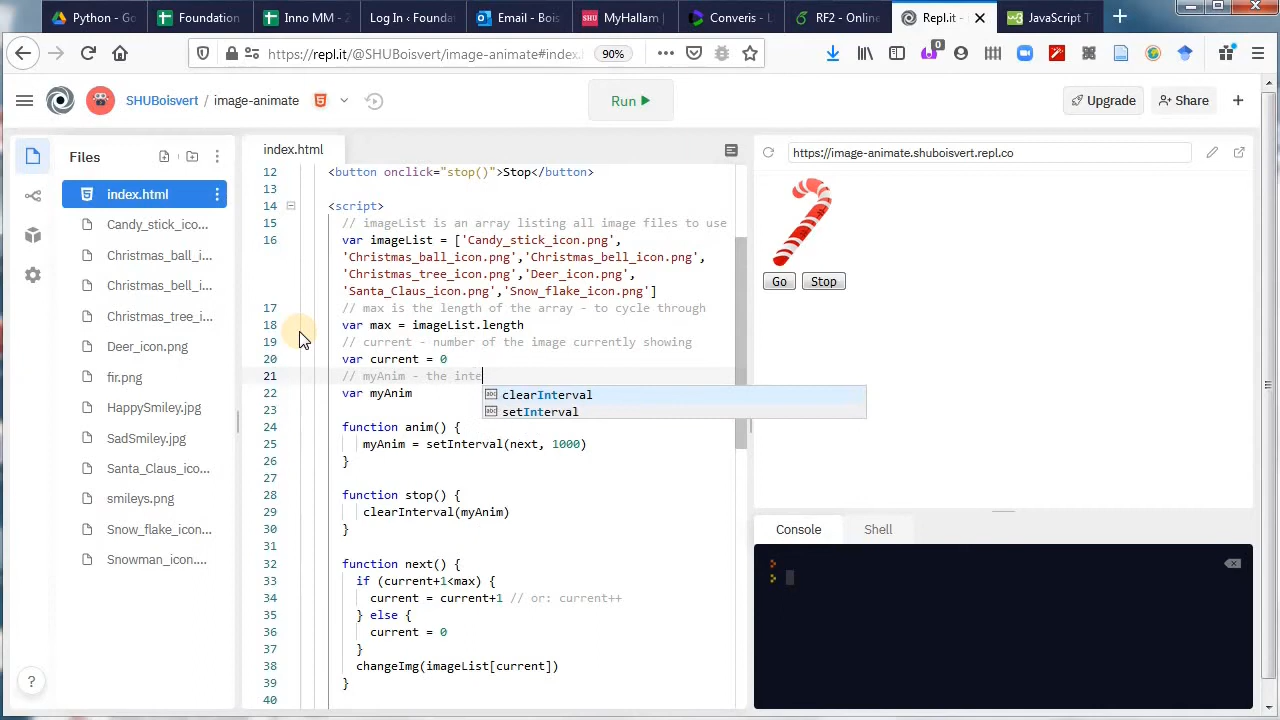 Python - Go
Foundation
Inno MM - Z
Log In ‹ Founda
Email - Bois
MyHallam
Converis - L
RF2 - Online
Repl.it -
JavaScript T
https://repl.it/@SHUBoisvert/image-animate#index.
90%
0
SHUBoisvert / image-animate
Run
Upgrade
Share
Files
index.html
Candy_stick_ico...
Christmas_ball_i...
Christmas_bell_i...
Christmas_tree_i...
Deer_icon.png
fir.png
HappySmiley.jpg
SadSmiley.jpg
Santa_Claus_ico...
smileys.png
Snow_flake_icon...
Snowman_icon....
?
index.html
12 <button onclick="stop()">Stop</button>
13
14 <script>
15 // imageList is an array listing all image files to use
16 var imageList = ['Candy_stick_icon.png',
'Christmas_ball_icon.png','Christmas_bell_icon.png',
'Christmas_tree_icon.png','Deer_icon.png',
'Santa_Claus_icon.png','Snow_flake_icon.png']
17 // max is the length of the array - to cycle through
18 var max = imageList.length
19 // current - number of the image currently showing
20 var current = 0
21 // myAnim - the inte
22 var myAnim
clearInterval
setInterval
23
24 function anim() {
25 myAnim = setInterval(next, 1000)
26 }
27
28 function stop() {
29 clearInterval(myAnim)
30 }
31
32 function next() {
33 if (current+1<max) {
34 current = current+1 // or: current++
35 } else {
36 current = 0
37 }
38 changeImg(imageList[current])
39 }
40
https://image-animate.shuboisvert.repl.co
Go
Stop
Console
Shell